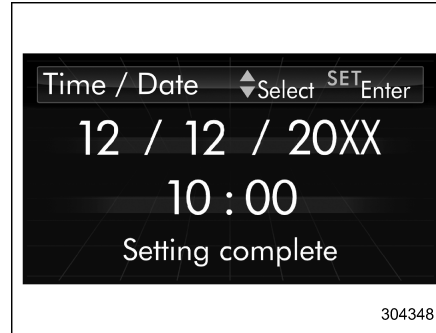 Time / Date Select SET Enter
12 / 12 / 20XX
10 : 00
Setting complete
304348